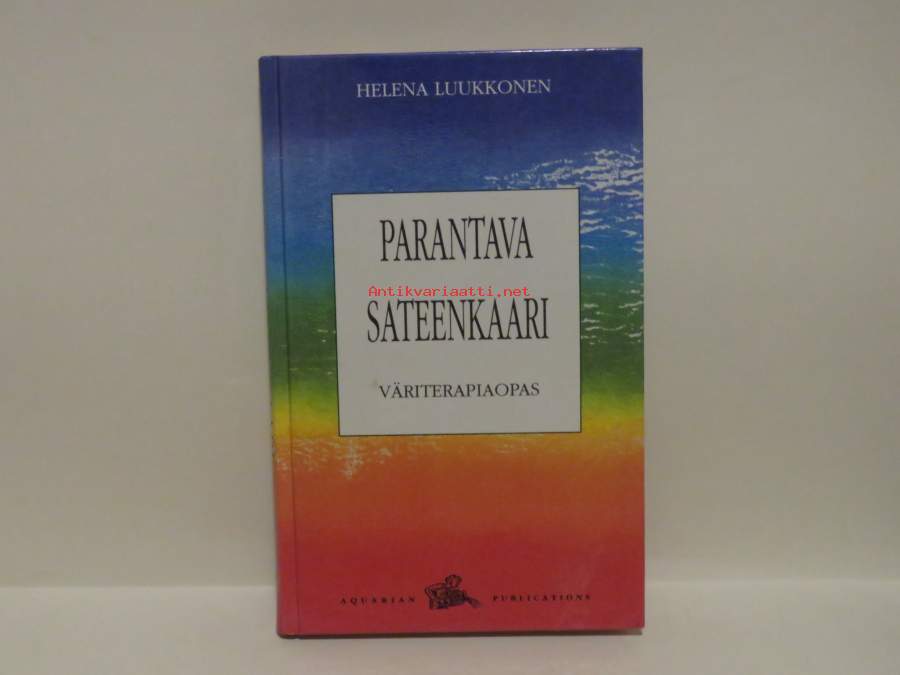 HELENA LUUKKONEN
PARANTAVA
Antikvariaatti.net
SATEENKAARI
VÄRITERAPIAOPAS
AQUARIAN PUBLICATIONS